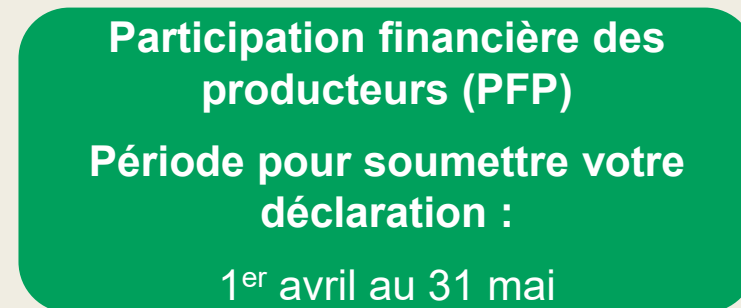 Participation financière des
producteurs (PFP)
Période pour soumettre votre
déclaration :
1er avril au 31 mai